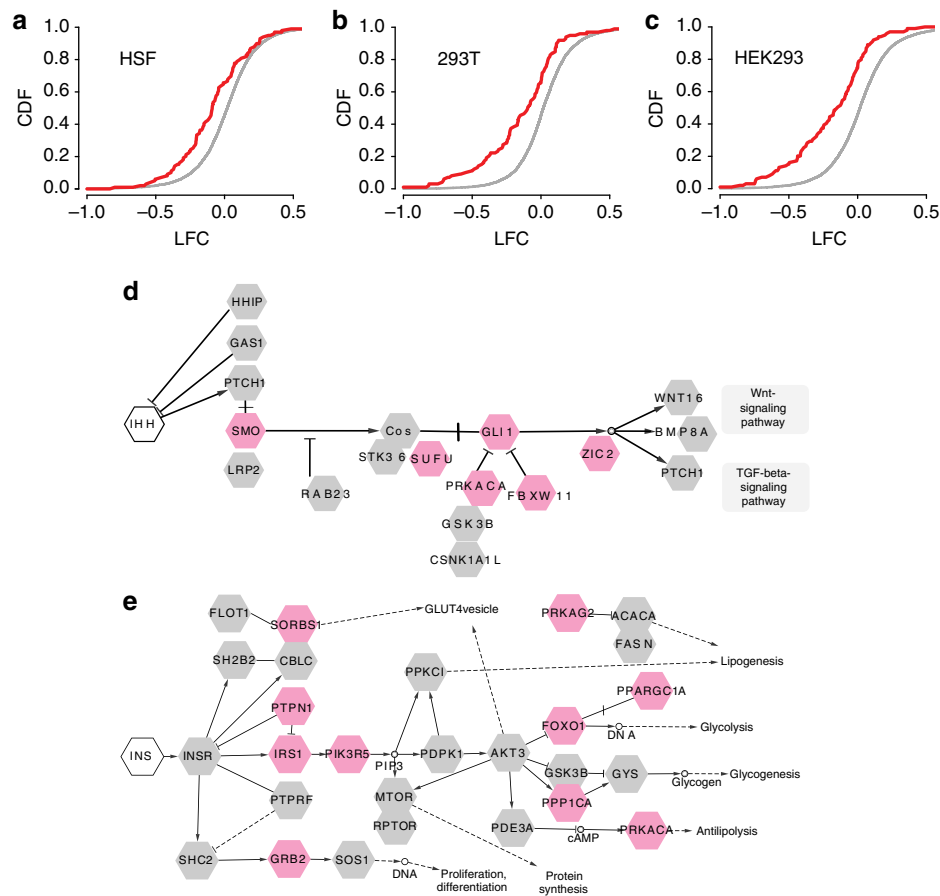 a
HSF
CDF
1.0
0.8
0.6
0.4
0.2
0.0
−1.0 −0.5 0.0 0.5
LFC
b
293T
CDF
1.0
0.8
0.6
0.4
0.2
0.0
−1.0 −0.5 0.0 0.5
LFC
c
HEK293
CDF
1.0
0.8
0.6
0.4
0.2
0.0
−1.0 −0.5 0.0 0.5
LFC
d
HHIP
GAS1
PTCH1
IHH
SMO
LRP2
RAB23
Cos
STK36
SUFU
GLI1
PRKACA
FBXW11
GSK3B
CSNK1A1L
ZIC2
WNT16
BMP8A
PTCH1
Wnt-
signaling
pathway
TGF-beta-
signaling
pathway
e
FLOT1
SORBS1
GLUT4vesicle
PRKAG2
ACACA
FASN
SH2B2
CBLC
PPKCI
Lipogenesis
PTPN1
PPARGC1A
FOXO1
DNA
Glycolysis
INS
INSR
IRS1
PIK3R5
PIP3
PDPK1
AKT3
GSK3B
GYS
Glycogen
Glycogenesis
PTPRF
MTOR
RPTOR
PPP1CA
PDE3A
cAMP
PRKACA
Antilipolysis
SHC2
GRB2
SOS1
DNA
Proliferation,
differentiation
Protein
synthesis